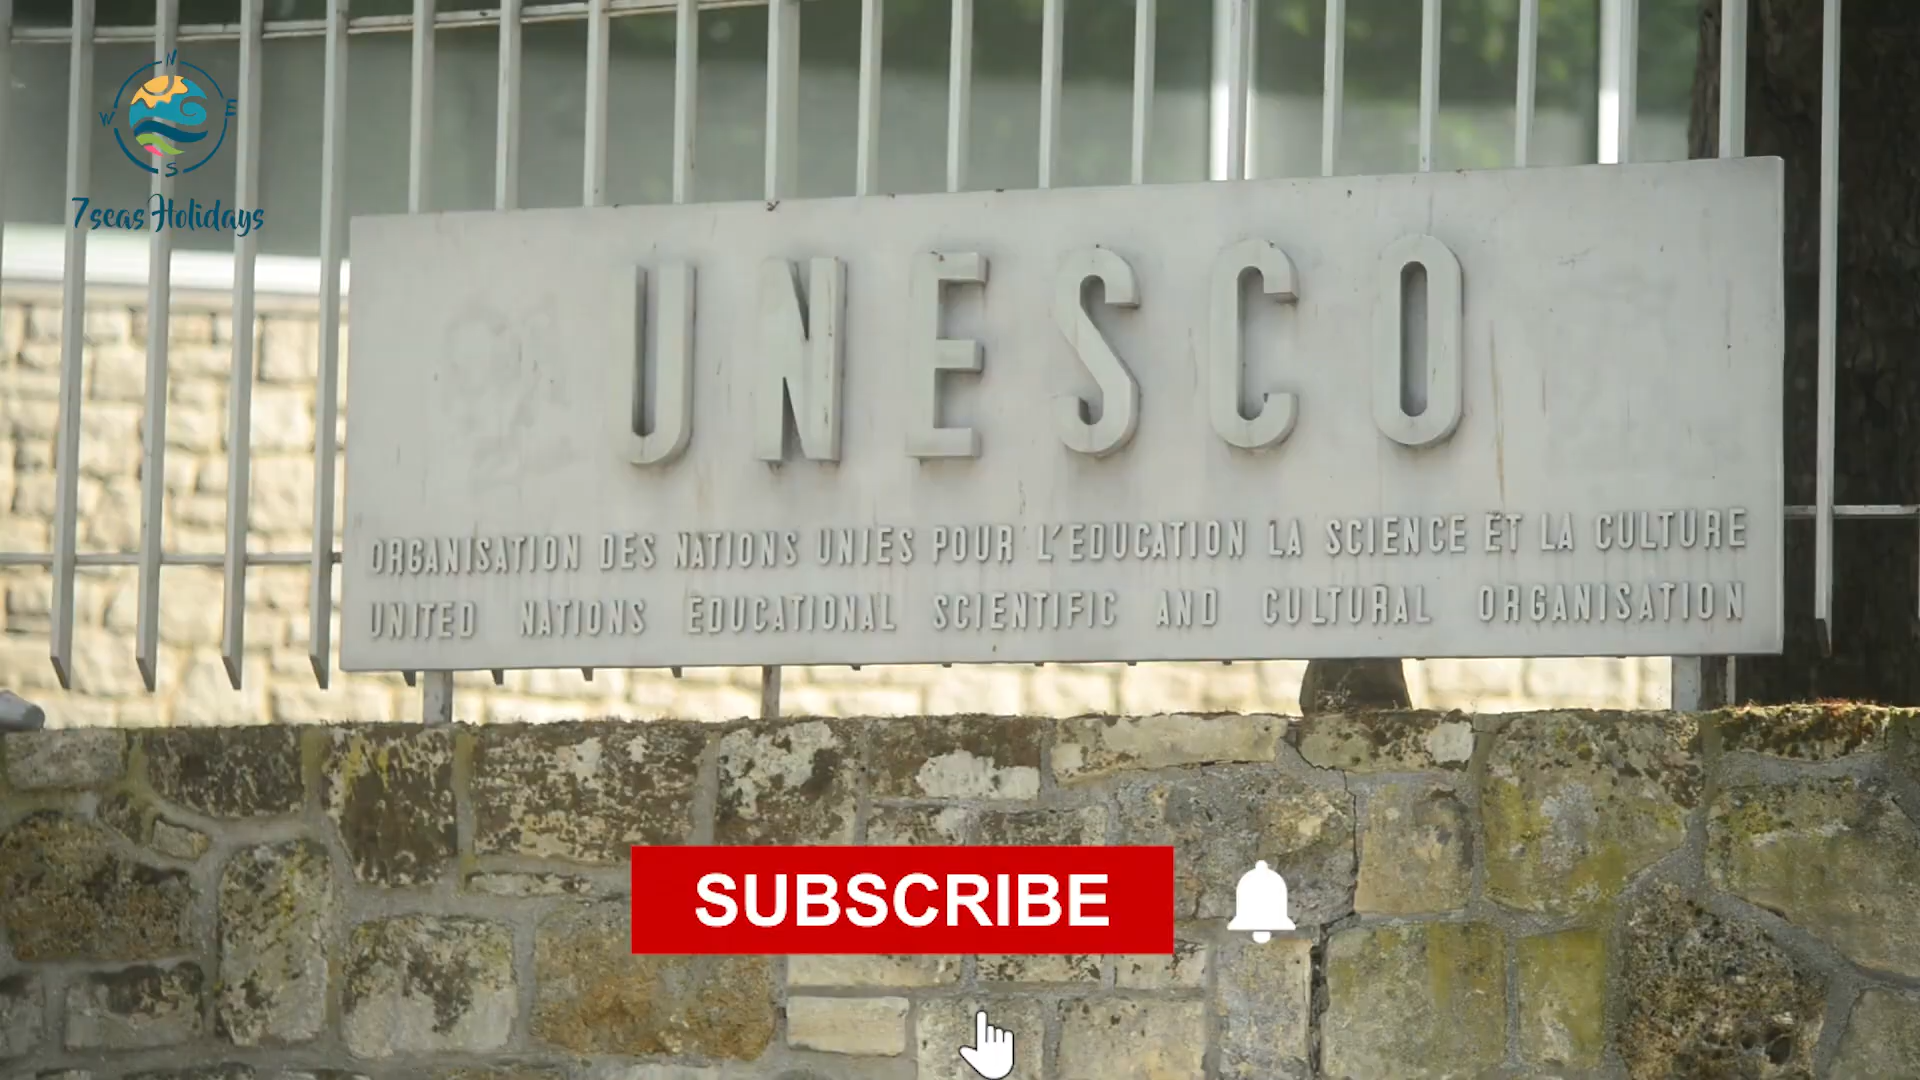 N
W E
S
7seas Holidays
UNESCO
ORGANISATION DES NATIONS UNIES POUR L'EDUCATION LA SCIENCE ET LA CULTURE
UNITED NATIONS EDUCATIONAL SCIENTIFIC AND CULTURAL ORGANISATION
SUBSCRIBE